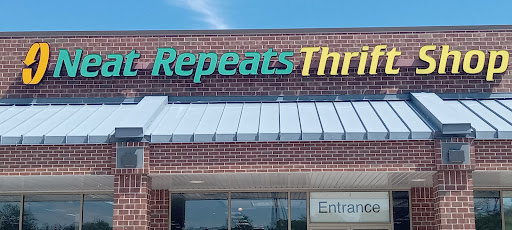 Neat Repeats Thrift Shop
Entrance